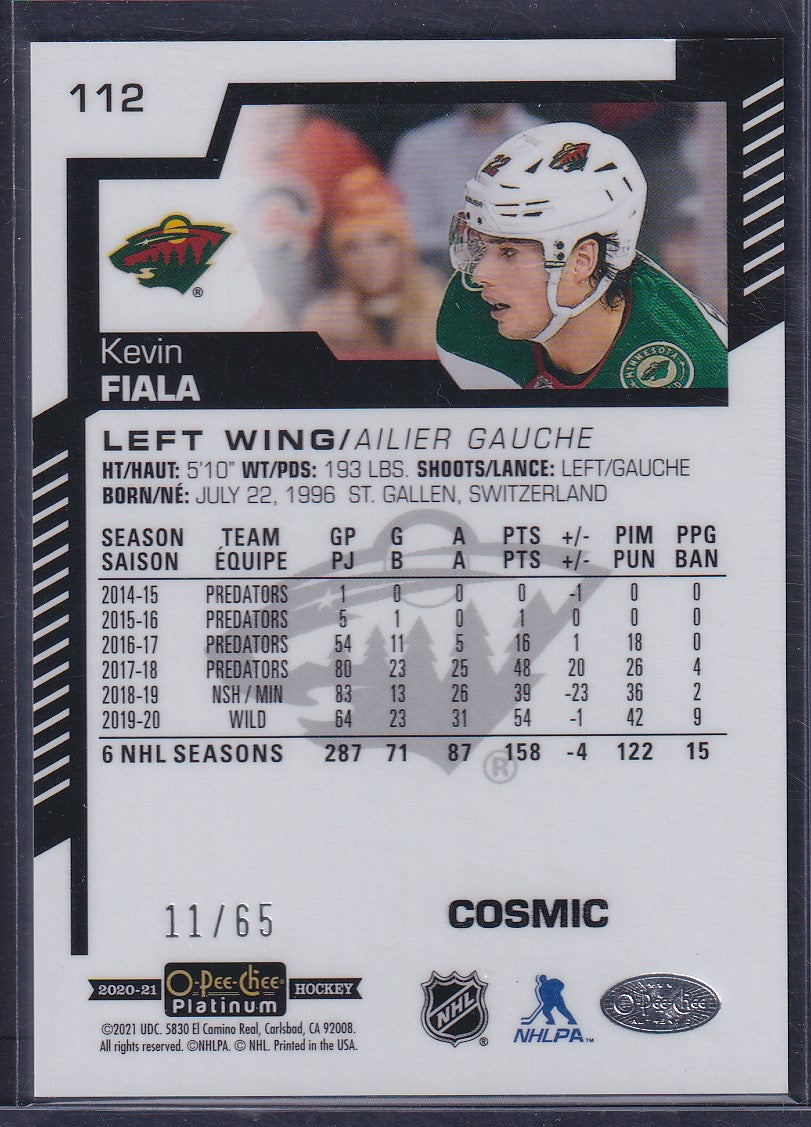 112
22
MINNESOTA
Kevin
FIALA
LEFT WING/AILIER GAUCHE
HT/HAUT: 5'10" WT/PDS: 193 LBS. SHOOTS/LANCE: LEFT/GAUCHE
BORN/NÉ: JULY 22, 1996 ST. GALLEN, SWITZERLAND
SEASON TEAM GP G A PTS +/- PIM PPG
SAISON ÉQUIPE PJ B A PTS +/- PUN BAN
2014-15 PREDATORS 1 0 0 0 -1 0 0
2015-16 PREDATORS 5 1 0 1 0 0 0
2016-17 PREDATORS 54 11 5 16 1 18 0
2017-18 PREDATORS 80 23 25 48 20 26 4
2018-19 NSH / MIN 83 13 26 39 -23 36 2
2019-20 WILD 64 23 31 54 -1 42 9
6 NHL SEASONS 287 71 87 158 -4 122 15
®
11/65
COSMIC
2020-21 O-Pee-Chee® Platinum HOCKEY
NHL ®
NHLPA™
O-Pee-Chee
©2021 UDC. 5830 El Camino Real, Carlsbad, CA 92008.
All rights reserved. ©NHLPA. © NHL. Printed in the USA.